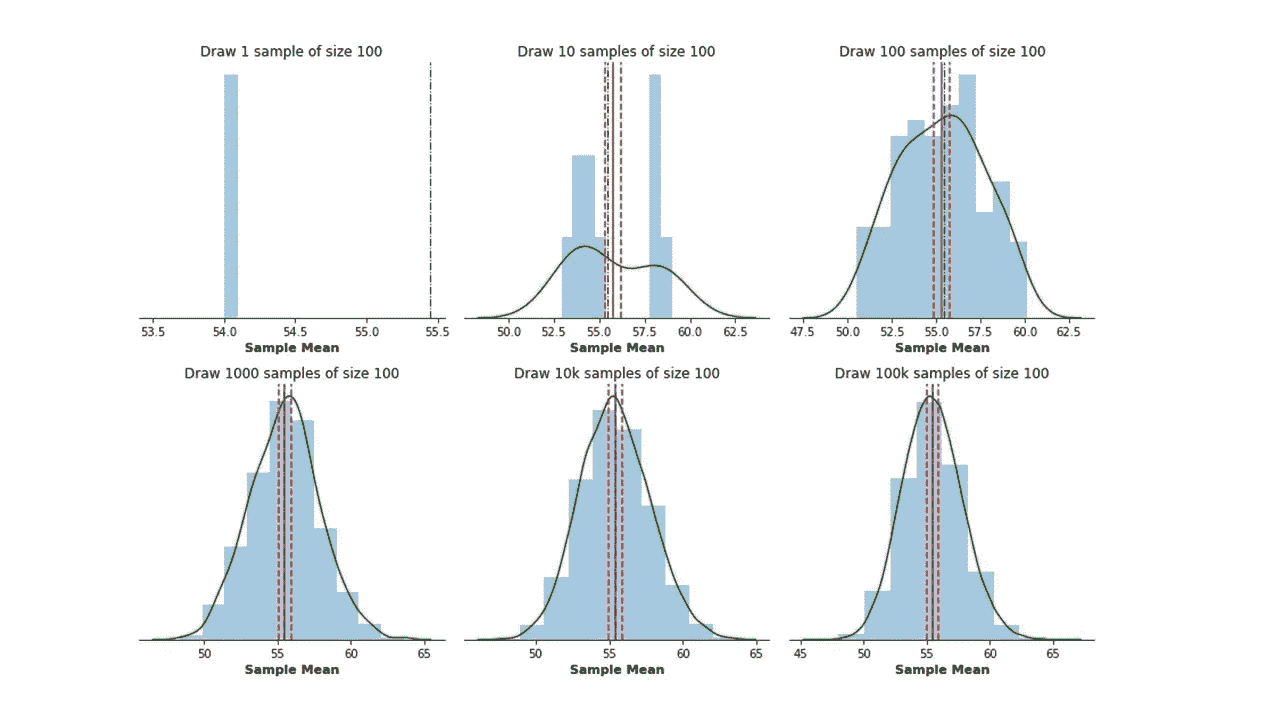 Draw 1 sample of size 100
Draw 10 samples of size 100
Draw 100 samples of size 100
53.5 54.0 54.5 55.0 55.5
50.0 52.5 55.0 57.5 60.0 62.5
47.5 50.0 52.5 55.0 57.5 60.0 62.5
Sample Mean
Sample Mean
Sample Mean
Draw 1000 samples of size 100
Draw 10k samples of size 100
Draw 100k samples of size 100
50 55 60 65
50 55 60 65
45 50 55 60 65
Sample Mean
Sample Mean
Sample Mean